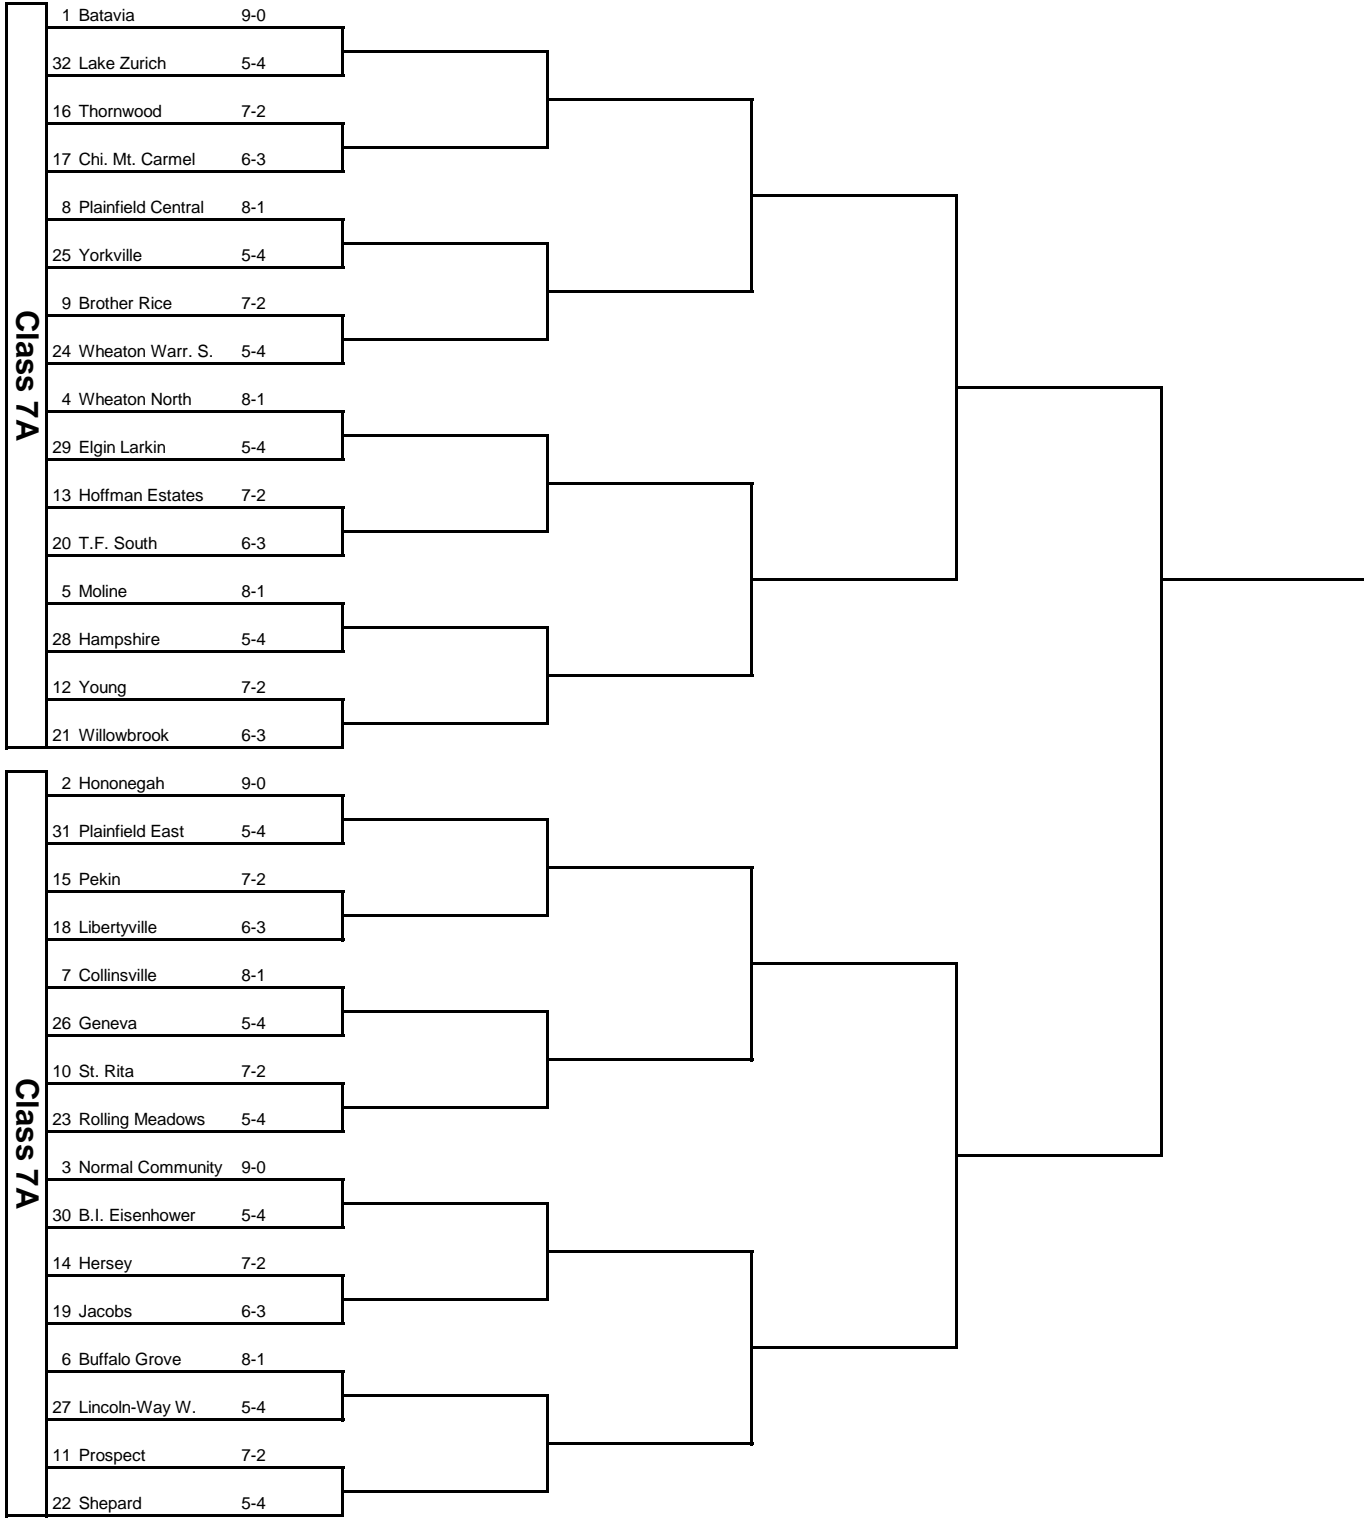 Class 7A
1 Batavia 9-0
32 Lake Zurich 5-4
16 Thornwood 7-2
17 Chi. Mt. Carmel 6-3
8 Plainfield Central 8-1
25 Yorkville 5-4
9 Brother Rice 7-2
24 Wheaton Warr. S. 5-4
4 Wheaton North 8-1
29 Elgin Larkin 5-4
13 Hoffman Estates 7-2
20 T.F. South 6-3
5 Moline 8-1
28 Hampshire 5-4
12 Young 7-2
21 Willowbrook 6-3
Class 7A
2 Hononegah 9-0
31 Plainfield East 5-4
15 Pekin 7-2
18 Libertyville 6-3
7 Collinsville 8-1
26 Geneva 5-4
10 St. Rita 7-2
23 Rolling Meadows 5-4
3 Normal Community 9-0
30 B.I. Eisenhower 5-4
14 Hersey 7-2
19 Jacobs 6-3
6 Buffalo Grove 8-1
27 Lincoln-Way W. 5-4
11 Prospect 7-2
22 Shepard 5-4